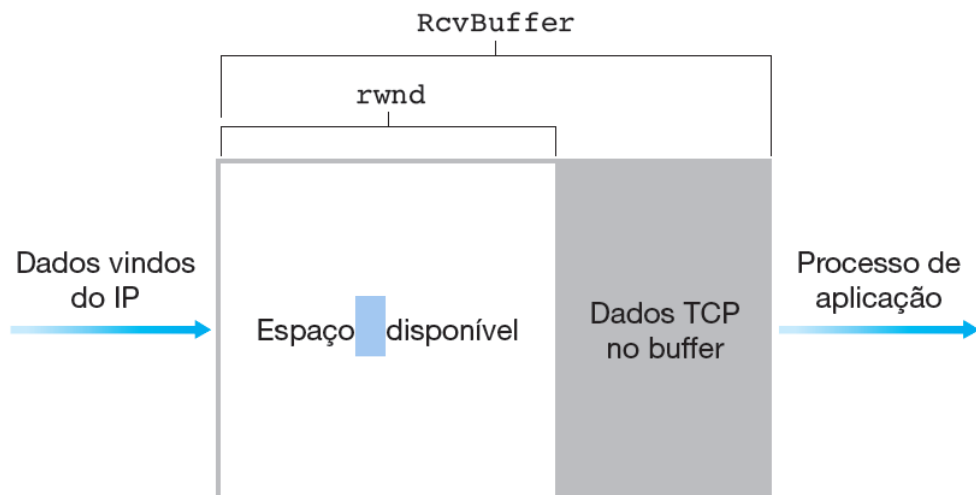 RcvBuffer
rwnd
Dados vindos
do IP
Espaço disponível
Dados TCP
no buffer
Processo de
aplicação